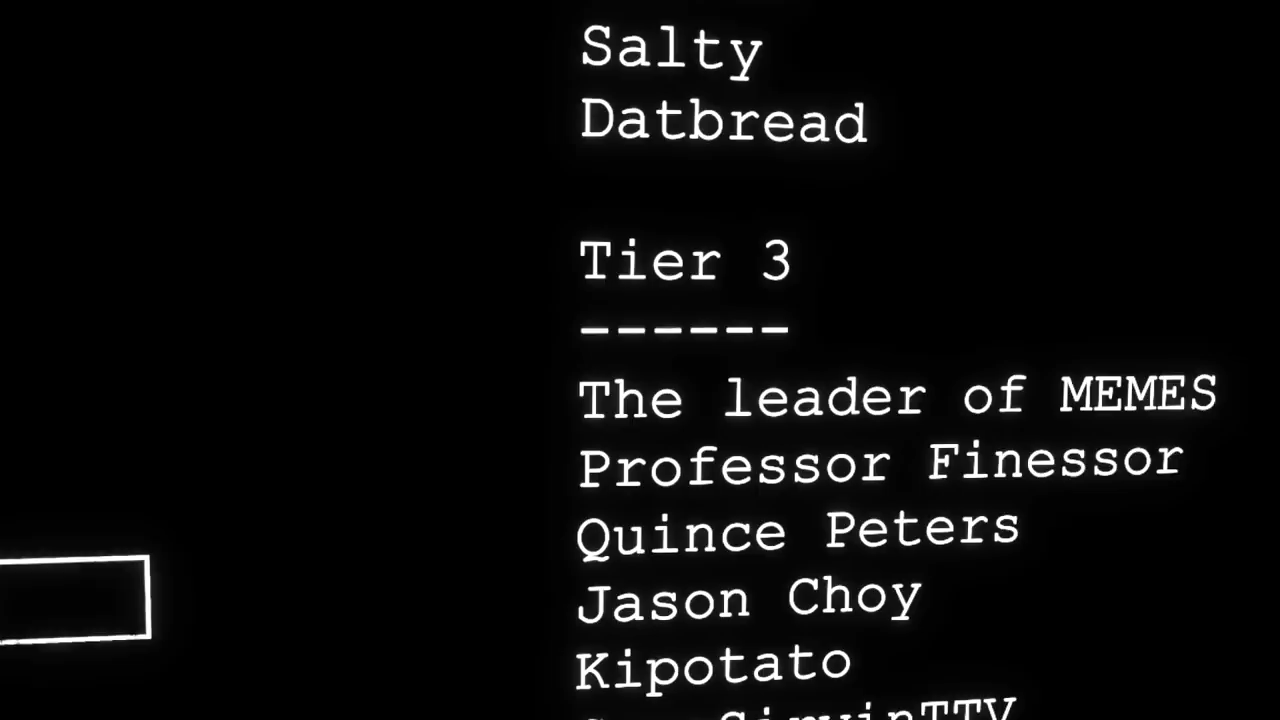 Salty
Datbread
Tier 3
------
The leader of MEMES
Professor Finessor
Quince Peters
Jason Choy
Kipotato